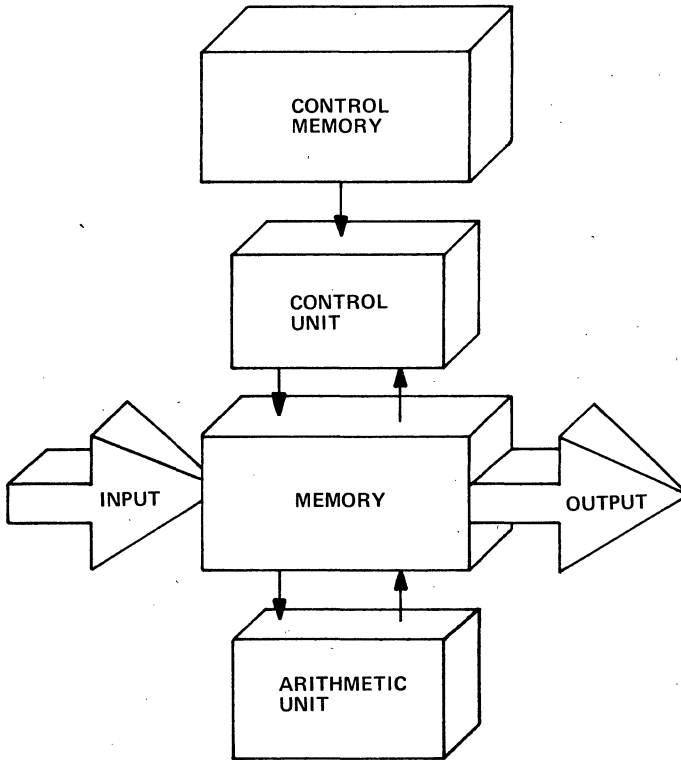 CONTROL
MEMORY
CONTROL
UNIT
INPUT
MEMORY
OUTPUT
ARITHMETIC
UNIT